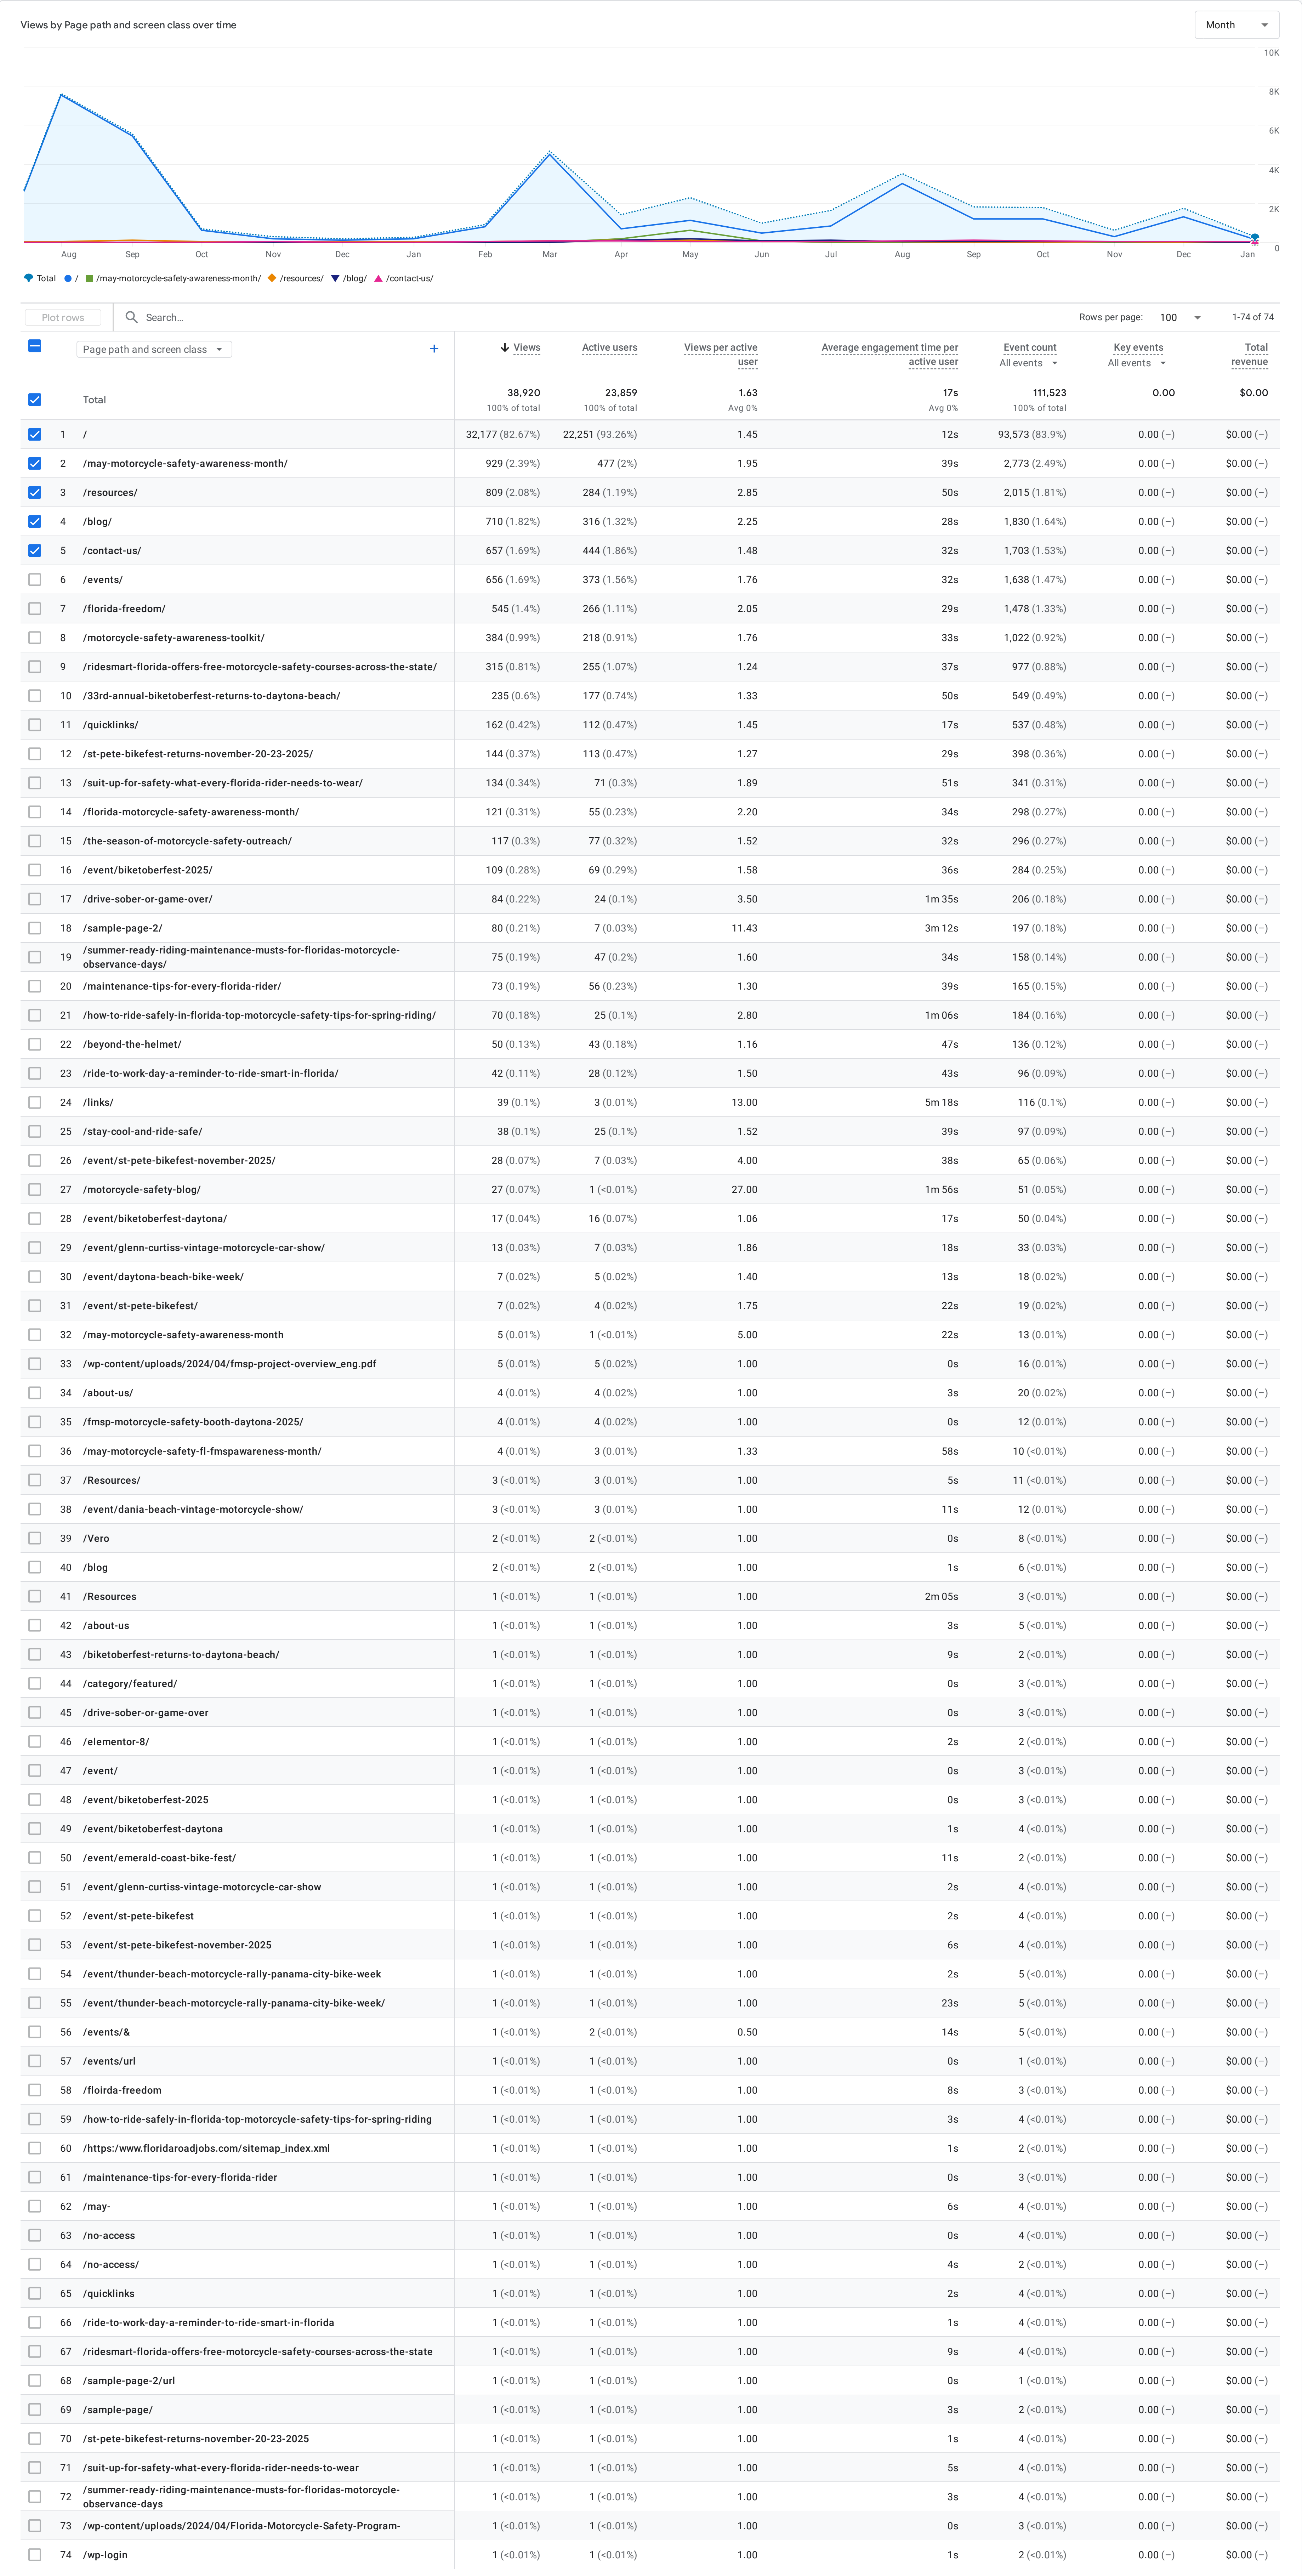 Views by Page path and screen class over time
Month
10K
8K
6K
4K
2K
0
Aug Sep Oct Nov Dec Jan Feb Mar Apr May Jun Jul Aug Sep Oct Nov Dec Jan
Total / /may-motorcycle-safety-awareness-month/ /resources/ /blog/ /contact-us/
Plot rows Search... Rows per page: 100 1-74 of 74
Page path and screen class + Views Active users Views per active user Average engagement time per active user Event count All events Key events All events Total revenue
Total 38,920 23,859 1.63 17s 111,523 0.00 $0.00
100% of total 100% of total Avg 0% Avg 0% 100% of total
1 / 32,177 (82.67%) 22,251 (93.26%) 1.45 12s 93,573 (83.9%) 0.00 (–) $0.00 (–)
2 /may-motorcycle-safety-awareness-month/ 929 (2.39%) 477 (2%) 1.95 39s 2,773 (2.49%) 0.00 (–) $0.00 (–)
3 /resources/ 809 (2.08%) 284 (1.19%) 2.85 50s 2,015 (1.81%) 0.00 (–) $0.00 (–)
4 /blog/ 710 (1.82%) 316 (1.32%) 2.25 28s 1,830 (1.64%) 0.00 (–) $0.00 (–)
5 /contact-us/ 657 (1.69%) 444 (1.86%) 1.48 32s 1,703 (1.53%) 0.00 (–) $0.00 (–)
6 /events/ 656 (1.69%) 373 (1.56%) 1.76 32s 1,638 (1.47%) 0.00 (–) $0.00 (–)
7 /florida-freedom/ 545 (1.4%) 266 (1.11%) 2.05 29s 1,478 (1.33%) 0.00 (–) $0.00 (–)
8 /motorcycle-safety-awareness-toolkit/ 384 (0.99%) 218 (0.91%) 1.76 33s 1,022 (0.92%) 0.00 (–) $0.00 (–)
9 /ridesmart-florida-offers-free-motorcycle-safety-courses-across-the-state/ 315 (0.81%) 255 (1.07%) 1.24 37s 977 (0.88%) 0.00 (–) $0.00 (–)
10 /33rd-annual-biketoberfest-returns-to-daytona-beach/ 235 (0.6%) 177 (0.74%) 1.33 50s 549 (0.49%) 0.00 (–) $0.00 (–)
11 /quicklinks/ 162 (0.42%) 112 (0.47%) 1.45 17s 537 (0.48%) 0.00 (–) $0.00 (–)
12 /st-pete-bikefest-returns-november-20-23-2025/ 144 (0.37%) 113 (0.47%) 1.27 29s 398 (0.36%) 0.00 (–) $0.00 (–)
13 /suit-up-for-safety-what-every-florida-rider-needs-to-wear/ 134 (0.34%) 71 (0.3%) 1.89 51s 341 (0.31%) 0.00 (–) $0.00 (–)
14 /florida-motorcycle-safety-awareness-month/ 121 (0.31%) 55 (0.23%) 2.20 34s 298 (0.27%) 0.00 (–) $0.00 (–)
15 /the-season-of-motorcycle-safety-outreach/ 117 (0.3%) 77 (0.32%) 1.52 32s 296 (0.27%) 0.00 (–) $0.00 (–)
16 /event/biketoberfest-2025/ 109 (0.28%) 69 (0.29%) 1.58 36s 284 (0.25%) 0.00 (–) $0.00 (–)
17 /drive-sober-or-game-over/ 84 (0.22%) 24 (0.1%) 3.50 1m 35s 206 (0.18%) 0.00 (–) $0.00 (–)
18 /sample-page-2/ 80 (0.21%) 7 (0.03%) 11.43 3m 12s 197 (0.18%) 0.00 (–) $0.00 (–)
19 /summer-ready-riding-maintenance-musts-for-floridas-motorcycle-observance-days/ 75 (0.19%) 47 (0.2%) 1.60 34s 158 (0.14%) 0.00 (–) $0.00 (–)
20 /maintenance-tips-for-every-florida-rider/ 73 (0.19%) 56 (0.23%) 1.30 39s 165 (0.15%) 0.00 (–) $0.00 (–)
21 /how-to-ride-safely-in-florida-top-motorcycle-safety-tips-for-spring-riding/ 70 (0.18%) 25 (0.1%) 2.80 1m 06s 184 (0.16%) 0.00 (–) $0.00 (–)
22 /beyond-the-helmet/ 50 (0.13%) 43 (0.18%) 1.16 47s 136 (0.12%) 0.00 (–) $0.00 (–)
23 /ride-to-work-day-a-reminder-to-ride-smart-in-florida/ 42 (0.11%) 28 (0.12%) 1.50 43s 96 (0.09%) 0.00 (–) $0.00 (–)
24 /links/ 39 (0.1%) 3 (0.01%) 13.00 5m 18s 116 (0.1%) 0.00 (–) $0.00 (–)
25 /stay-cool-and-ride-safe/ 38 (0.1%) 25 (0.1%) 1.52 39s 97 (0.09%) 0.00 (–) $0.00 (–)
26 /event/st-pete-bikefest-november-2025/ 28 (0.07%) 7 (0.03%) 4.00 38s 65 (0.06%) 0.00 (–) $0.00 (–)
27 /motorcycle-safety-blog/ 27 (0.07%) 1 (<0.01%) 27.00 1m 56s 51 (0.05%) 0.00 (–) $0.00 (–)
28 /event/biketoberfest-daytona/ 17 (0.04%) 16 (0.07%) 1.06 17s 50 (0.04%) 0.00 (–) $0.00 (–)
29 /event/glenn-curtiss-vintage-motorcycle-car-show/ 13 (0.03%) 7 (0.03%) 1.86 18s 33 (0.03%) 0.00 (–) $0.00 (–)
30 /event/daytona-beach-bike-week/ 7 (0.02%) 5 (0.02%) 1.40 13s 18 (0.02%) 0.00 (–) $0.00 (–)
31 /event/st-pete-bikefest/ 7 (0.02%) 4 (0.02%) 1.75 22s 19 (0.02%) 0.00 (–) $0.00 (–)
32 /may-motorcycle-safety-awareness-month 5 (0.01%) 1 (<0.01%) 5.00 22s 13 (0.01%) 0.00 (–) $0.00 (–)
33 /wp-content/uploads/2024/04/fmsp-project-overview_eng.pdf 5 (0.01%) 5 (0.02%) 1.00 0s 16 (0.01%) 0.00 (–) $0.00 (–)
34 /about-us/ 4 (0.01%) 4 (0.02%) 1.00 3s 20 (0.02%) 0.00 (–) $0.00 (–)
35 /fmsp-motorcycle-safety-booth-daytona-2025/ 4 (0.01%) 4 (0.02%) 1.00 0s 12 (0.01%) 0.00 (–) $0.00 (–)
36 /may-motorcycle-safety-fl-fmspawareness-month/ 4 (0.01%) 3 (0.01%) 1.33 58s 10 (<0.01%) 0.00 (–) $0.00 (–)
37 /Resources/ 3 (<0.01%) 3 (0.01%) 1.00 5s 11 (<0.01%) 0.00 (–) $0.00 (–)
38 /event/dania-beach-vintage-motorcycle-show/ 3 (<0.01%) 3 (0.01%) 1.00 11s 12 (0.01%) 0.00 (–) $0.00 (–)
39 /Vero 2 (<0.01%) 2 (<0.01%) 1.00 0s 8 (<0.01%) 0.00 (–) $0.00 (–)
40 /blog 2 (<0.01%) 2 (<0.01%) 1.00 1s 6 (<0.01%) 0.00 (–) $0.00 (–)
41 /Resources 1 (<0.01%) 1 (<0.01%) 1.00 2m 05s 3 (<0.01%) 0.00 (–) $0.00 (–)
42 /about-us 1 (<0.01%) 1 (<0.01%) 1.00 3s 5 (<0.01%) 0.00 (–) $0.00 (–)
43 /biketoberfest-returns-to-daytona-beach/ 1 (<0.01%) 1 (<0.01%) 1.00 9s 2 (<0.01%) 0.00 (–) $0.00 (–)
44 /category/featured/ 1 (<0.01%) 1 (<0.01%) 1.00 0s 3 (<0.01%) 0.00 (–) $0.00 (–)
45 /drive-sober-or-game-over 1 (<0.01%) 1 (<0.01%) 1.00 0s 3 (<0.01%) 0.00 (–) $0.00 (–)
46 /elementor-8/ 1 (<0.01%) 1 (<0.01%) 1.00 2s 2 (<0.01%) 0.00 (–) $0.00 (–)
47 /event/ 1 (<0.01%) 1 (<0.01%) 1.00 0s 3 (<0.01%) 0.00 (–) $0.00 (–)
48 /event/biketoberfest-2025 1 (<0.01%) 1 (<0.01%) 1.00 0s 3 (<0.01%) 0.00 (–) $0.00 (–)
49 /event/biketoberfest-daytona 1 (<0.01%) 1 (<0.01%) 1.00 1s 4 (<0.01%) 0.00 (–) $0.00 (–)
50 /event/emerald-coast-bike-fest/ 1 (<0.01%) 1 (<0.01%) 1.00 11s 2 (<0.01%) 0.00 (–) $0.00 (–)
51 /event/glenn-curtiss-vintage-motorcycle-car-show 1 (<0.01%) 1 (<0.01%) 1.00 2s 4 (<0.01%) 0.00 (–) $0.00 (–)
52 /event/st-pete-bikefest 1 (<0.01%) 1 (<0.01%) 1.00 2s 4 (<0.01%) 0.00 (–) $0.00 (–)
53 /event/st-pete-bikefest-november-2025 1 (<0.01%) 1 (<0.01%) 1.00 6s 4 (<0.01%) 0.00 (–) $0.00 (–)
54 /event/thunder-beach-motorcycle-rally-panama-city-bike-week 1 (<0.01%) 1 (<0.01%) 1.00 2s 5 (<0.01%) 0.00 (–) $0.00 (–)
55 /event/thunder-beach-motorcycle-rally-panama-city-bike-week/ 1 (<0.01%) 1 (<0.01%) 1.00 23s 5 (<0.01%) 0.00 (–) $0.00 (–)
56 /events/& 1 (<0.01%) 2 (<0.01%) 0.50 14s 5 (<0.01%) 0.00 (–) $0.00 (–)
57 /events/url 1 (<0.01%) 1 (<0.01%) 1.00 0s 1 (<0.01%) 0.00 (–) $0.00 (–)
58 /floirda-freedom 1 (<0.01%) 1 (<0.01%) 1.00 8s 3 (<0.01%) 0.00 (–) $0.00 (–)
59 /how-to-ride-safely-in-florida-top-motorcycle-safety-tips-for-spring-riding 1 (<0.01%) 1 (<0.01%) 1.00 3s 4 (<0.01%) 0.00 (–) $0.00 (–)
60 /https:/www.floridaroadjobs.com/sitemap_index.xml 1 (<0.01%) 1 (<0.01%) 1.00 1s 2 (<0.01%) 0.00 (–) $0.00 (–)
61 /maintenance-tips-for-every-florida-rider 1 (<0.01%) 1 (<0.01%) 1.00 0s 3 (<0.01%) 0.00 (–) $0.00 (–)
62 /may- 1 (<0.01%) 1 (<0.01%) 1.00 6s 4 (<0.01%) 0.00 (–) $0.00 (–)
63 /no-access 1 (<0.01%) 1 (<0.01%) 1.00 0s 4 (<0.01%) 0.00 (–) $0.00 (–)
64 /no-access/ 1 (<0.01%) 1 (<0.01%) 1.00 4s 2 (<0.01%) 0.00 (–) $0.00 (–)
65 /quicklinks 1 (<0.01%) 1 (<0.01%) 1.00 2s 4 (<0.01%) 0.00 (–) $0.00 (–)
66 /ride-to-work-day-a-reminder-to-ride-smart-in-florida 1 (<0.01%) 1 (<0.01%) 1.00 1s 4 (<0.01%) 0.00 (–) $0.00 (–)
67 /ridesmart-florida-offers-free-motorcycle-safety-courses-across-the-state 1 (<0.01%) 1 (<0.01%) 1.00 9s 4 (<0.01%) 0.00 (–) $0.00 (–)
68 /sample-page-2/url 1 (<0.01%) 1 (<0.01%) 1.00 0s 1 (<0.01%) 0.00 (–) $0.00 (–)
69 /sample-page/ 1 (<0.01%) 1 (<0.01%) 1.00 3s 2 (<0.01%) 0.00 (–) $0.00 (–)
70 /st-pete-bikefest-returns-november-20-23-2025 1 (<0.01%) 1 (<0.01%) 1.00 1s 4 (<0.01%) 0.00 (–) $0.00 (–)
71 /suit-up-for-safety-what-every-florida-rider-needs-to-wear 1 (<0.01%) 1 (<0.01%) 1.00 5s 4 (<0.01%) 0.00 (–) $0.00 (–)
72 /summer-ready-riding-maintenance-musts-for-floridas-motorcycle-observance-days 1 (<0.01%) 1 (<0.01%) 1.00 3s 4 (<0.01%) 0.00 (–) $0.00 (–)
73 /wp-content/uploads/2024/04/Florida-Motorcycle-Safety-Program- 1 (<0.01%) 1 (<0.01%) 1.00 0s 3 (<0.01%) 0.00 (–) $0.00 (–)
74 /wp-login 1 (<0.01%) 1 (<0.01%) 1.00 1s 2 (<0.01%) 0.00 (–) $0.00 (–)